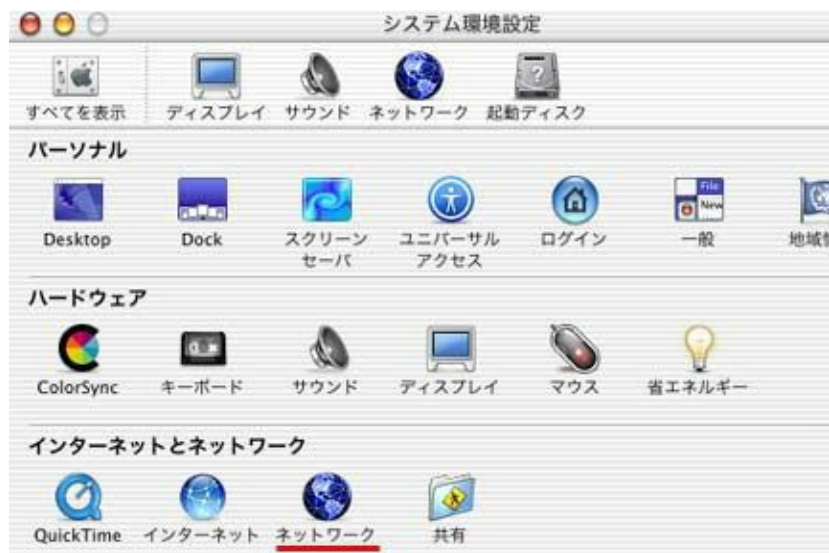 システム環境設定
すべてを表示 ディスプレイ サウンド ネットワーク 起動ディスク
パーソナル
Desktop Dock スクリーン ユニバーサル ログイン 一般 地域
セーバ アクセス
ハードウェア
ColorSync キーボード サウンド ディスプレイ マウス 省エネルギー
インターネットとネットワーク
QuickTime インターネット ネットワーク 共有